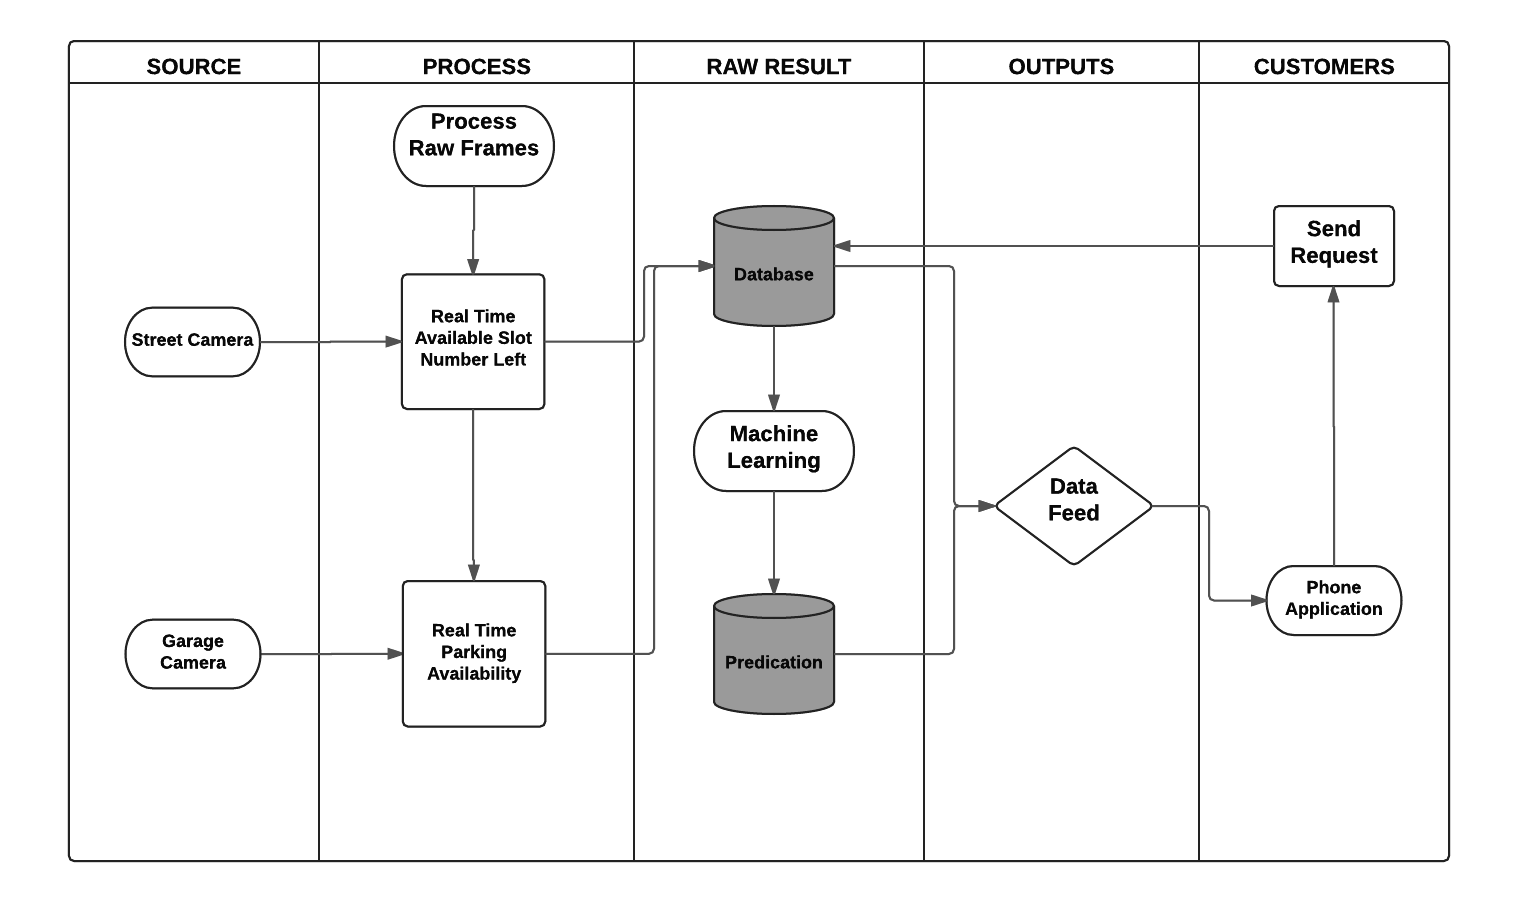 SOURCE
PROCESS
RAW RESULT
OUTPUTS
CUSTOMERS
Process
Raw Frames
Send
Request
Database
Real Time
Available Slot
Number Left
Street Camera
Machine
Learning
Data
Feed
Phone
Application
Real Time
Parking
Availability
Garage
Camera
Predication